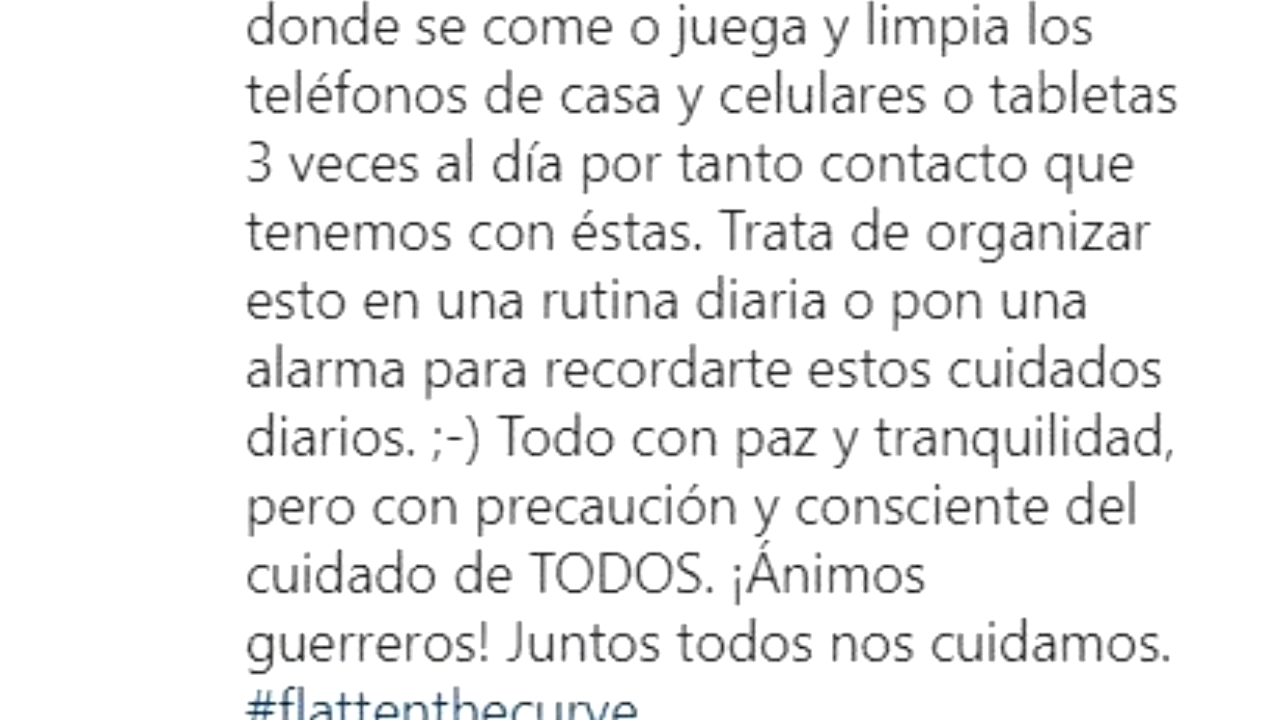 donde se come o juega y limpia los
teléfonos de casa y celulares o tabletas
3 veces al día por tanto contacto que
tenemos con éstas. Trata de organizar
esto en una rutina diaria o pon una
alarma para recordarte estos cuidados
diarios. ;-) Todo con paz y tranquilidad,
pero con precaución y consciente del
cuidado de TODOS. ¡Ánimos
guerreros! Juntos todos nos cuidamos.
#flattenthecurve